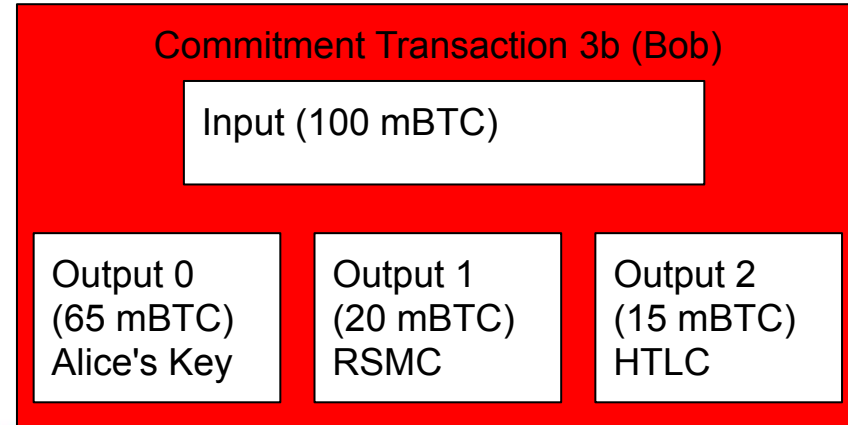 Commitment Transaction 3b (Bob)
Input (100 mBTC)
Output 0
(65 mBTC)
Alice's Key
Output 1
(20 mBTC)
RSMC
Output 2
(15 mBTC)
HTLC